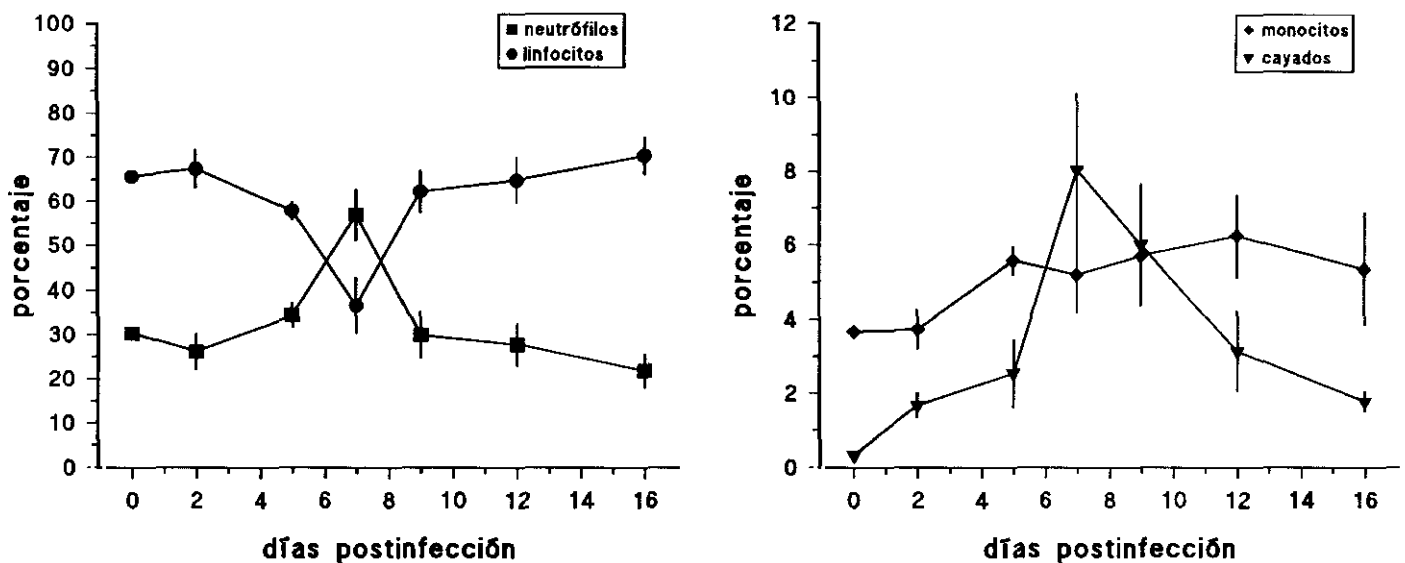 100
90
80
70
60
50
40
30
20
10
0
porcentaje
neutrófilos
linfocitos
0 2 4 6 8 10 12 14 16
días postinfección
12
10
8
6
4
2
0
porcentaje
monocitos
cayados
0 2 4 6 8 10 12 14 16
días postinfección